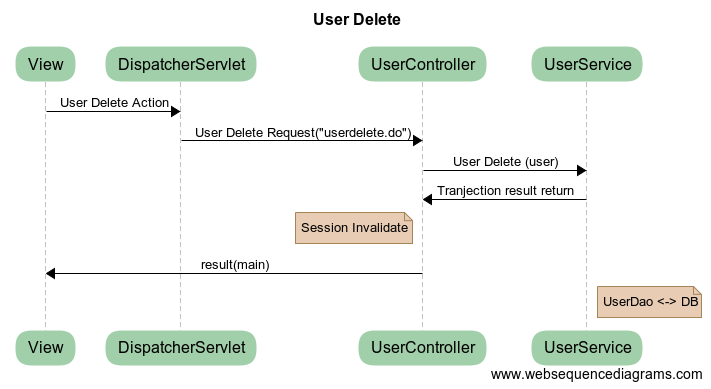 User Delete
View DispatcherServlet UserController UserService
User Delete Action
User Delete Request("userdelete.do")
User Delete (user)
Tranjection result return
Session Invalidate
result(main)
UserDao <-> DB
View DispatcherServlet UserController UserService
www.websequencediagrams.com